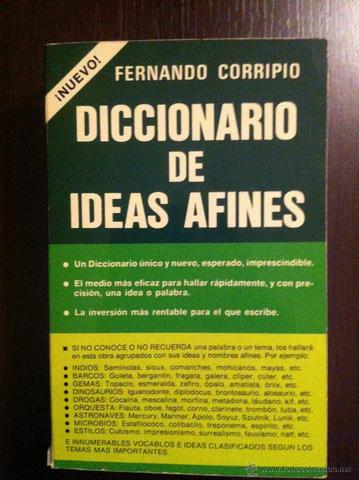 ¡NUEVO!
FERNANDO CORRIPIO
DICCIONARIO
DE
IDEAS AFINES
• Un Diccionario único y nuevo, esperado, imprescindible.
• El medio más eficaz para hallar rápidamente, y con pre-
cisión, una idea o palabra.
• La inversión más rentable para el que escribe.
■ SI NO CONOCE O NO RECUERDA una palabra o un tema, los hallará
en esta obra agrupados con sus ideas y nombres afines. Por ejemplo:
• INDIOS: Seminolas, sioux, comanches, mohicanos, mayas, etc.
• BARCOS: Goleta, bergantín, fragata, galera, clíper, cúter, etc.
• GEMAS: Topacio, esmeralda, zafiro, ópalo, amatista, ónix, etc.
• DINOSAURIOS: Iguanodonte, diplodocus, brontosaurio, alosaurio, etc.
• DROGAS: Cocaína, mescalina, morfina, metadona, láudano, kif, etc.
• ORQUESTA: Flauta, oboe, fagot, corno, clarinete, trombón, tuba, etc.
• ASTRONAVES: Mercury, Mariner, Apolo, Soyuz, Sputnik, Lunik, etc.
• MICROBIOS: Estafilococo, colibacilo, treponema, espirilo, etc.
• ESTILOS: Cubismo, impresionismo, surrealismo, fauvismo, naíf, etc.
E INNUMERABLES VOCABLOS E IDEAS CLASIFICADOS SEGUN LOS
TEMAS MAS IMPORTANTES.
www.todocoleccion.net